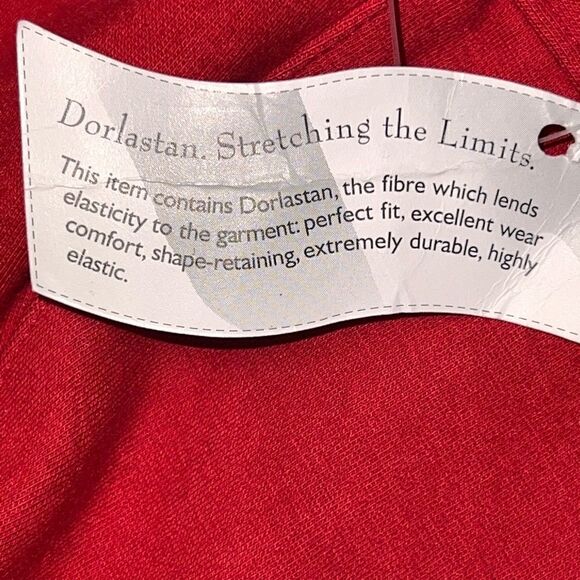 Dorlastan. Stretching the Limits.
This item contains Dorlastan, the fibre which lends
elasticity to the garment: perfect fit, excellent wear
comfort, shape-retaining, extremely durable, highly
elastic.